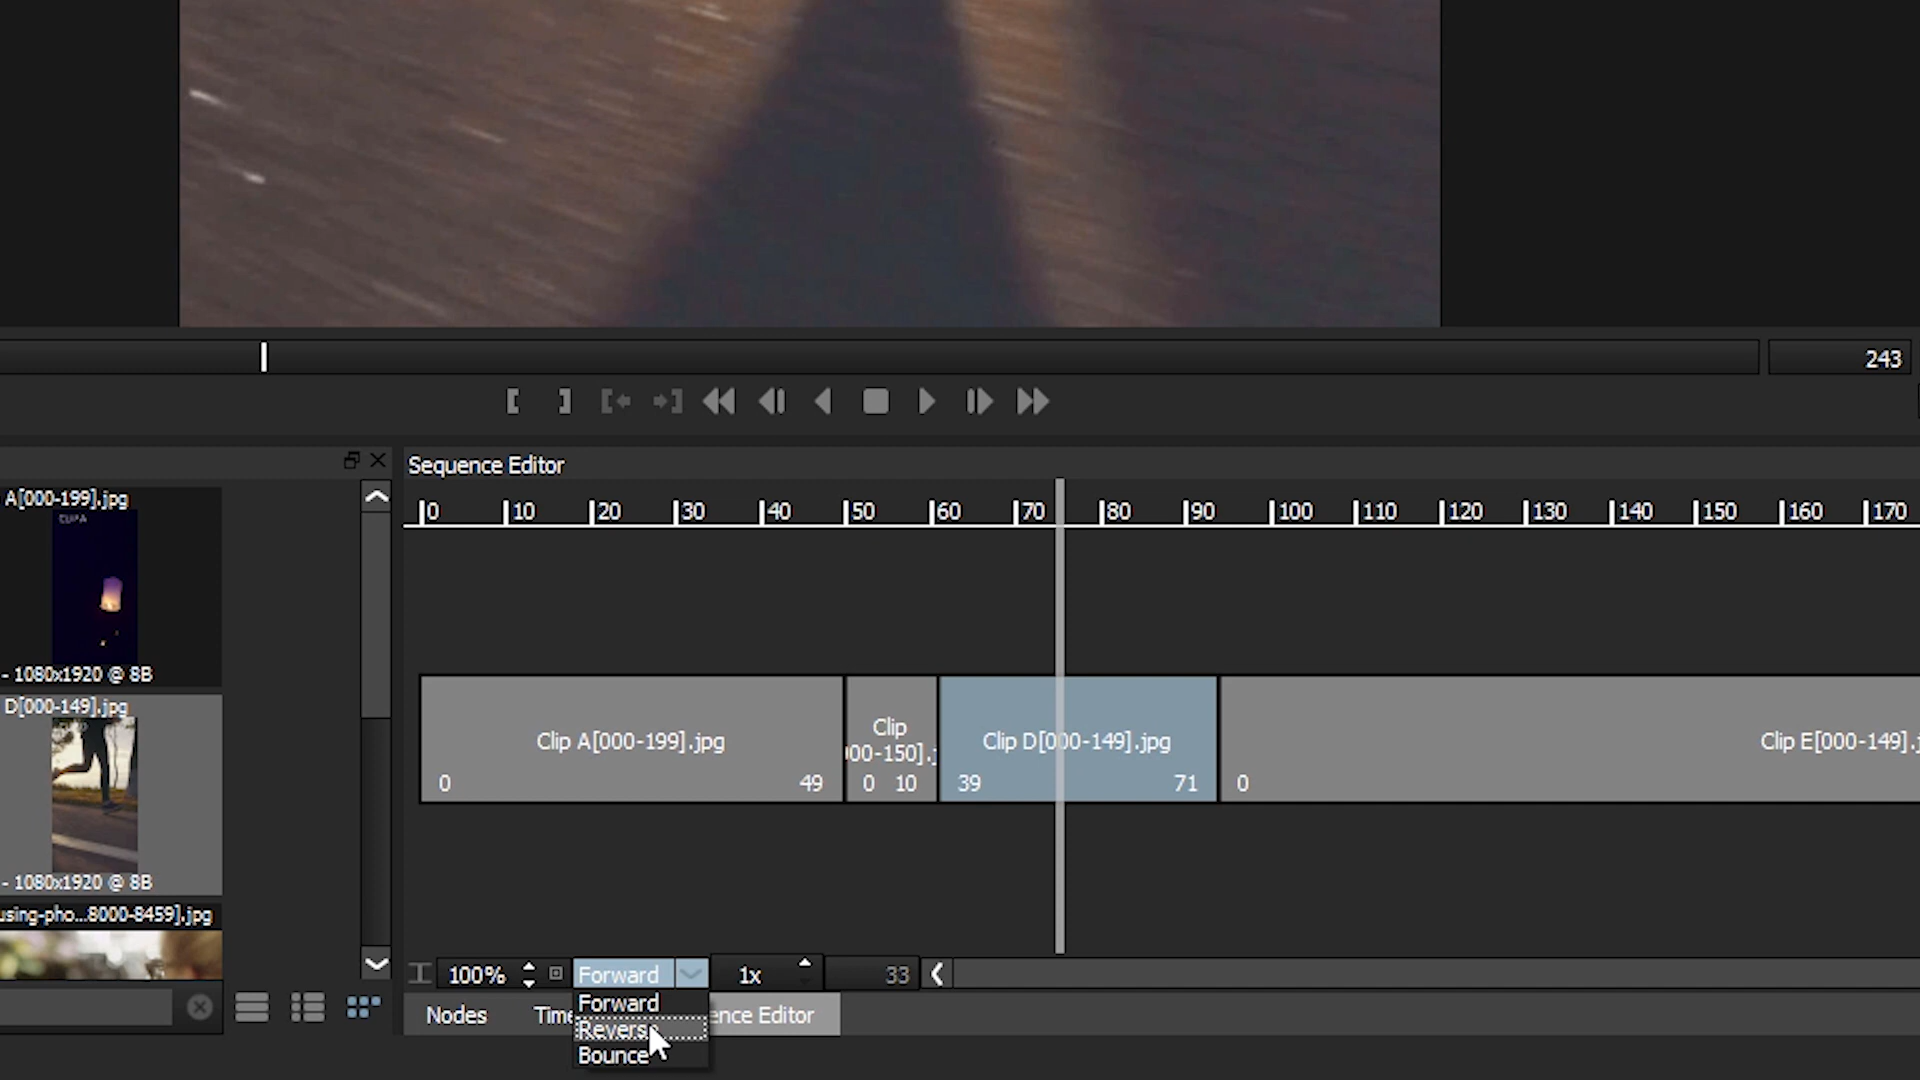 243
A[000-199].jpg
CLIP A
- 1080x1920 @ 8B
D[000-149].jpg
- 1080x1920 @ 8B
using-pho...8000-8459].jpg
Sequence Editor
0 10 20 30 40 50 60 70 80 90 100 110 120 130 140 150 160 170
Clip A[000-199].jpg
0 49
Clip
00-150].j
0 10
Clip D[000-149].jpg
39 71
Clip E[000-149].j
0
100% Forward 1x 33
Forward
Reverse
Bounce
Nodes Time ence Editor